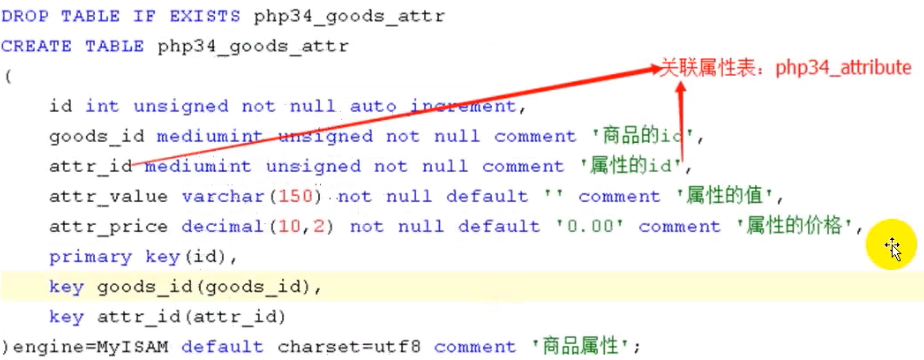 DROP TABLE IF EXISTS php34_goods_attr
CREATE TABLE php34_goods_attr
关联属性表：php34_attribute
(
id int unsigned not null auto_increment,
goods_id mediumint unsigned not null comment '商品的id',
attr_id mediumint unsigned not null comment '属性的id',
attr_value varchar(150) not null default '' comment '属性的值',
attr_price decimal(10,2) not null default '0.00' comment '属性的价格',
primary key(id),
key goods_id(goods_id),
key attr_id(attr_id)
)engine=MyISAM default charset=utf8 comment '商品属性';